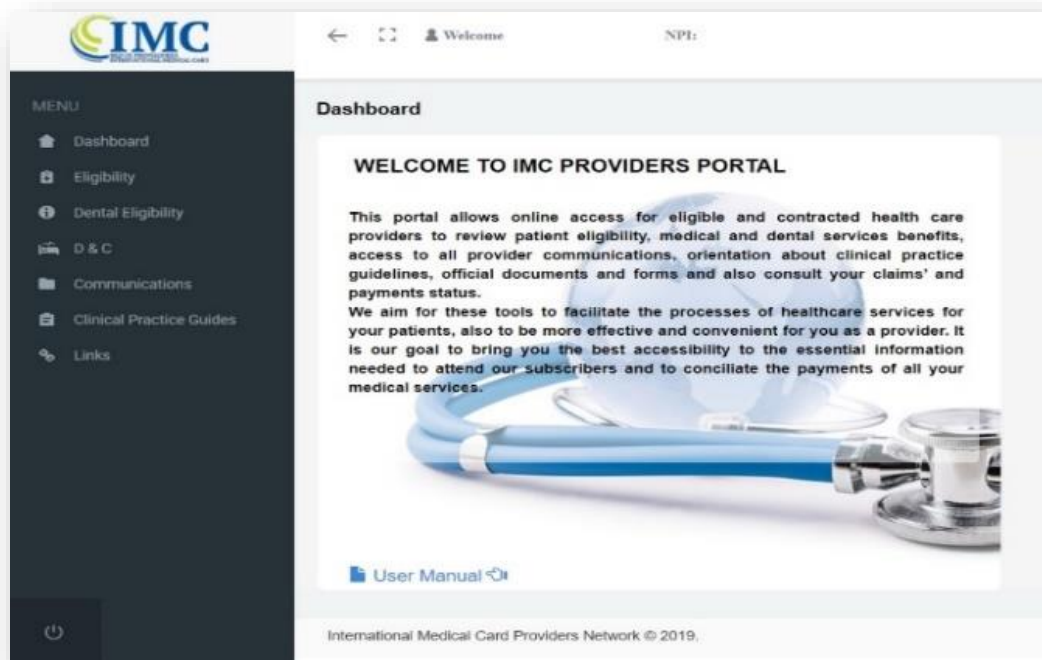 IMC
INTERNATIONAL MEDICAL CARD
Welcome
NPI:
MENU
Dashboard
Eligibility
Dental Eligibility
D & C
Communications
Clinical Practice Guides
Links
Dashboard
WELCOME TO IMC PROVIDERS PORTAL
This portal allows online access for eligible and contracted health care
providers to review patient eligibility, medical and dental services benefits,
access to all provider communications, orientation about clinical practice
guidelines, official documents and forms and also consult your claims' and
payments status.
We aim for these tools to facilitate the processes of healthcare services for
your patients, also to be more effective and convenient for you as a provider. It
is our goal to bring you the best accessibility to the essential information
needed to attend our subscribers and to conciliate the payments of all your
medical services.
User Manual
International Medical Card Providers Network © 2019.